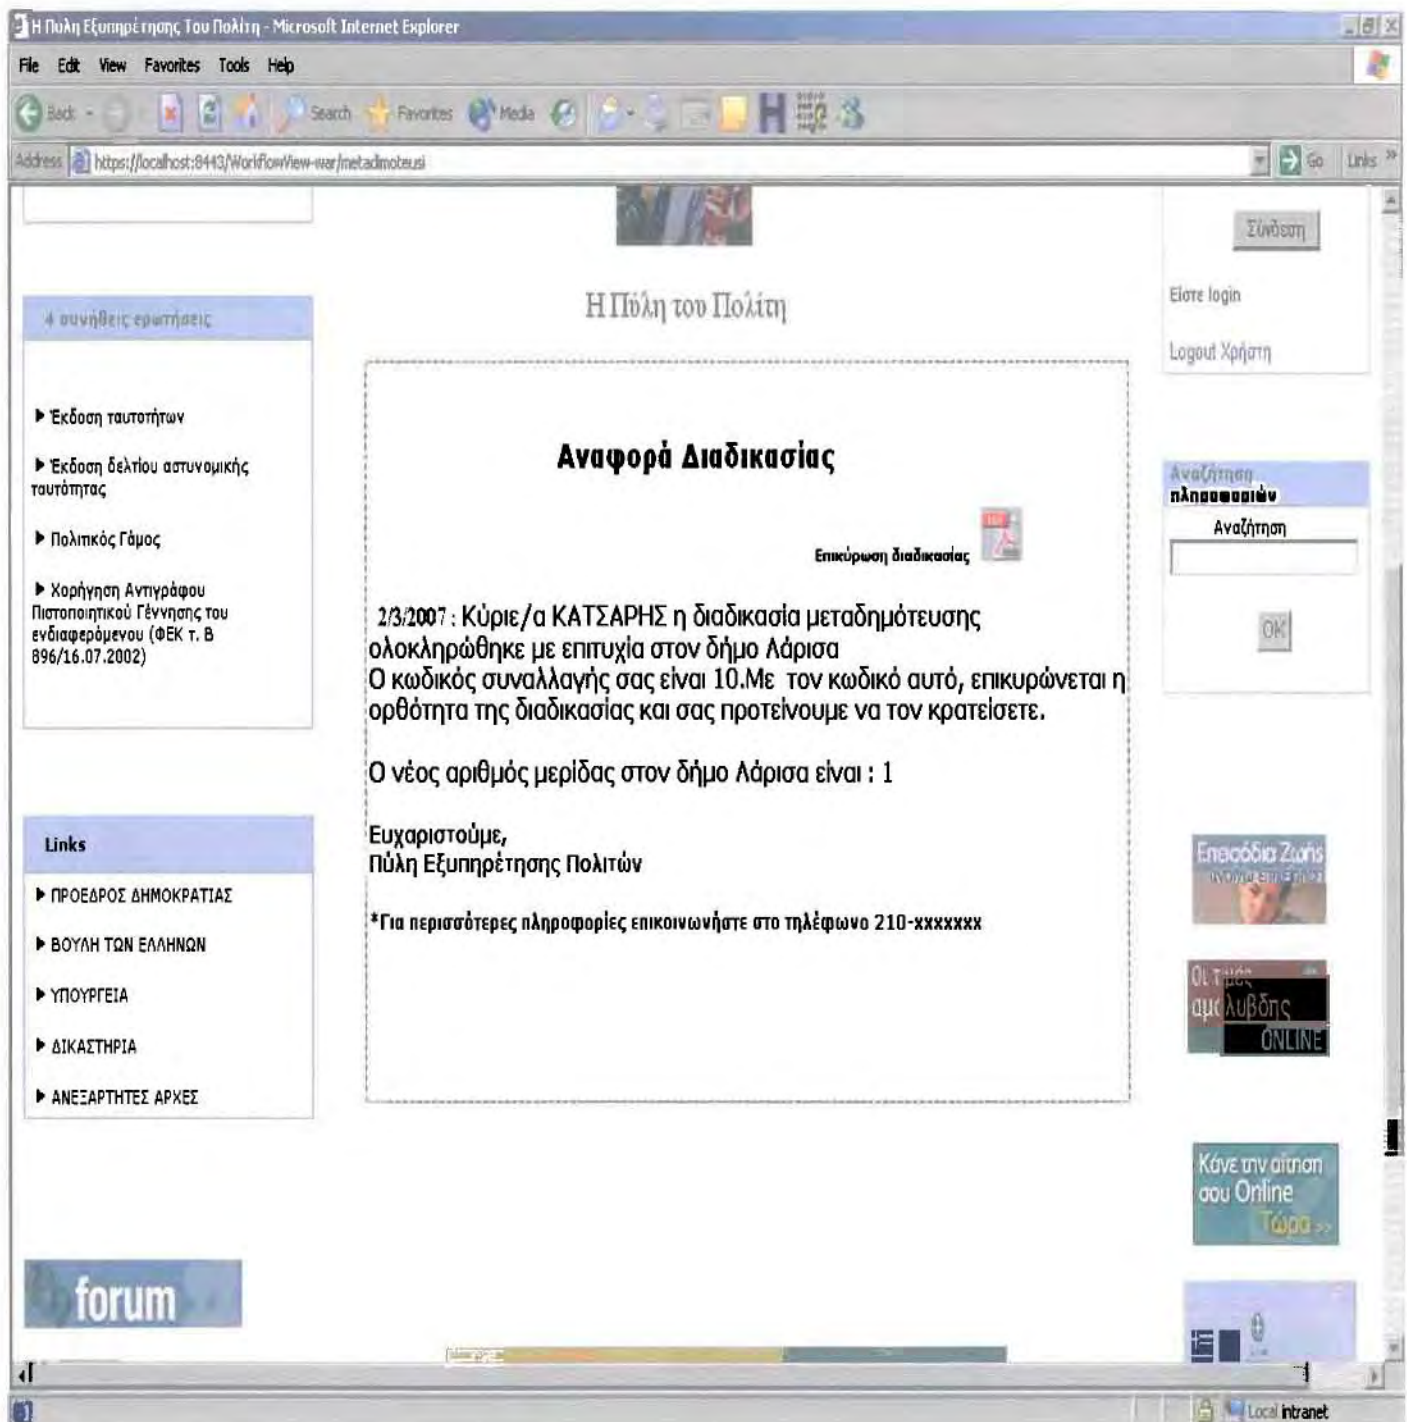 Η Πύλη Εξυπηρέτησης Του Πολίτη - Microsoft Internet Explorer
File Edit View Favorites Tools Help
Back Search Favorites Media
Address https://localhost:8443/WorkflowView-war/metadimoteusi Go Links »
4 συνήθεις ερωτήσεις
Έκδοση ταυτοτήτων
Έκδοση δελτίου αστυνομικής
ταυτότητας
Πολιτικός Γάμος
Χορήγηση Αντιγράφου
Πιστοποιητικού Γέννησης του
ενδιαφερόμενου (ΦΕΚ τ. Β
896/16.07.2002)
Links
ΠΡΟΕΔΡΟΣ ΔΗΜΟΚΡΑΤΙΑΣ
ΒΟΥΛΗ ΤΩΝ ΕΛΛΗΝΩΝ
ΥΠΟΥΡΓΕΙΑ
ΔΙΚΑΣΤΗΡΙΑ
ΑΝΕΞΑΡΤΗΤΕΣ ΑΡΧΕΣ
forum
Η Πύλη του Πολίτη
Αναφορά Διαδικασίας
Επικύρωση διαδικασίας
2/3/2007 : Κύριε/α ΚΑΤΣΑΡΗΣ η διαδικασία μεταδημότευσης
ολοκληρώθηκε με επιτυχία στον δήμο Λάρισα
Ο κωδικός συναλλαγής σας είναι 10.Με τον κωδικό αυτό, επικυρώνεται η
ορθότητα της διαδικασίας και σας προτείνουμε να τον κρατείσετε.
Ο νέος αριθμός μερίδας στον δήμο Λάρισα είναι : 1
Ευχαριστούμε,
Πύλη Εξυπηρέτησης Πολιτών
*Για περισσότερες πληροφορίες επικοινωνήστε στο τηλέφωνο 210-xxxxxxx
Σύνδεση
Είστε login
Logout Χρήστη
Αναζήτηση
πληροφοριών
Αναζήτηση
OK
Επεισόδια Ζωής
Οι τιμές
λυβδης
ONLINE
Κάνε την αίτηση
σου Online
Τώρα >>
Local intranet